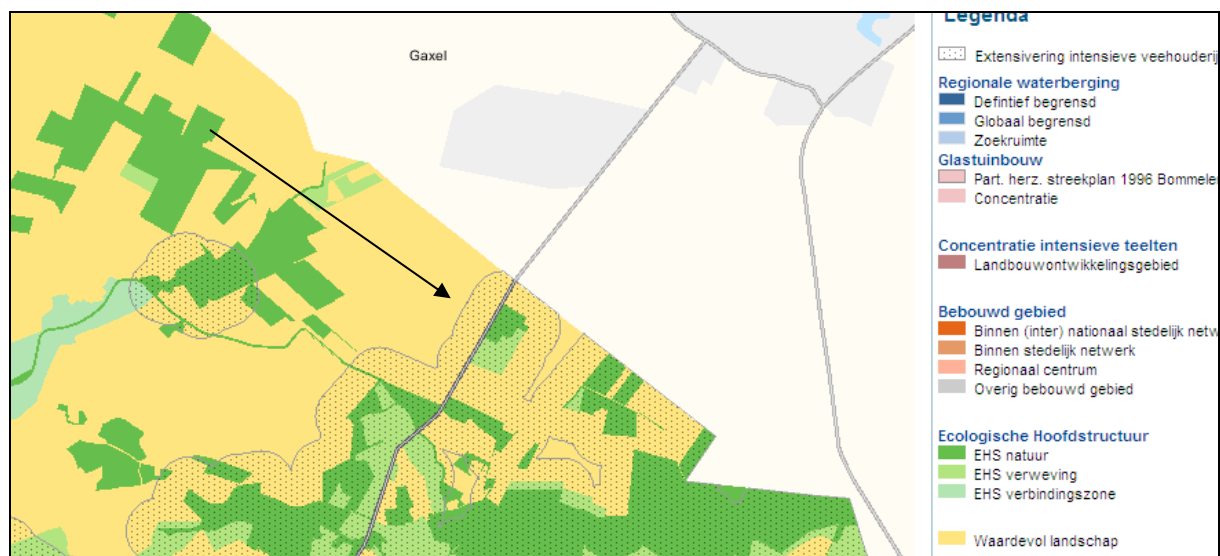 Gaxel
Legenda
Extensivering intensieve veehouderij
Regionale waterberging
Defintief begrensd
Globaal begrensd
Zoekruimte
Glastuinbouw
Part. herz. streekplan 1996 Bommeler
Concentratie
Concentratie intensieve teelten
Landbouwontwikkelingsgebied
Bebouwd gebied
Binnen (inter) nationaal stedelijk netw
Binnen stedelijk netwerk
Regionaal centrum
Overig bebouwd gebied
Ecologische Hoofdstructuur
EHS natuur
EHS verweving
EHS verbindingszone
Waardevol landschap